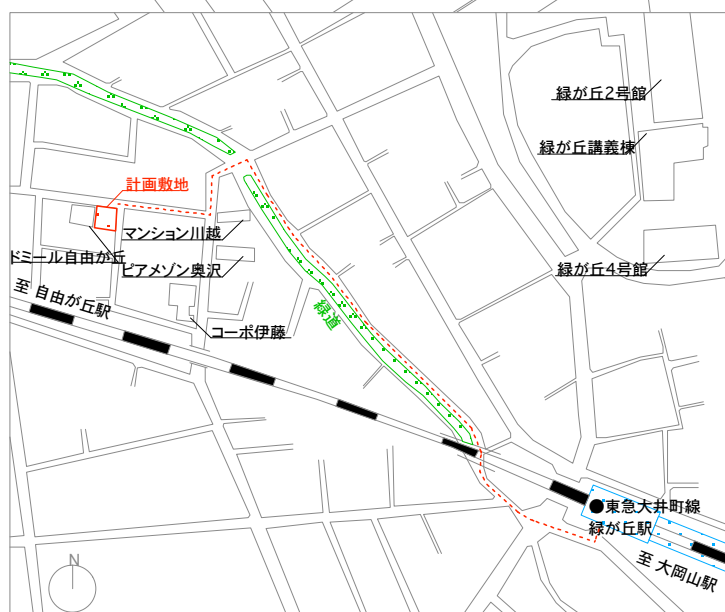 緑が丘2号館
緑が丘講義棟
計画敷地
マンション川越
ドミール自由が丘
ピアメゾン奥沢
緑が丘4号館
至 自由が丘駅
緑道
コーポ伊藤
東急大井町線
緑が丘駅
至 大岡山駅
N